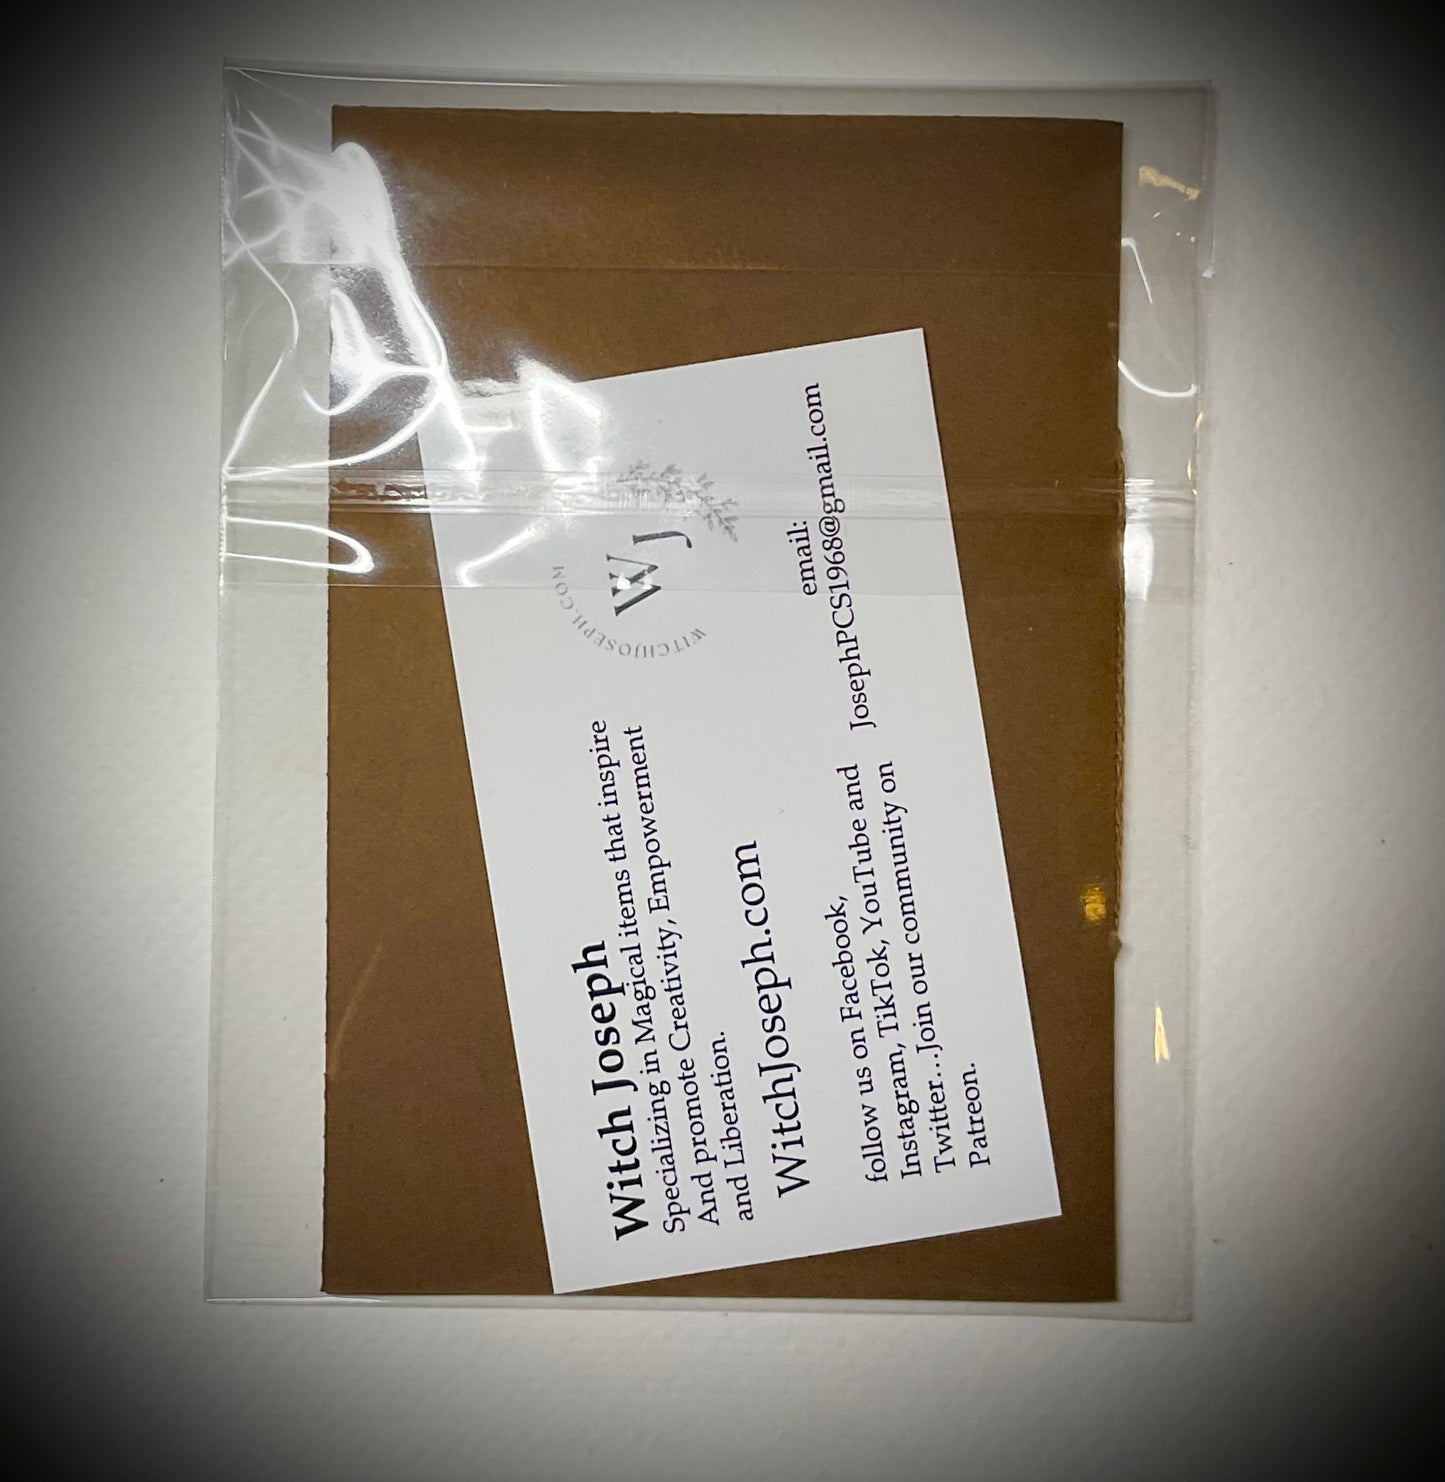 Witch Joseph
Specializing in Magical items that inspire
And promote Creativity, Empowerment
and Liberation.
WitchJoseph.com
follow us on Facebook,
Instagram, TikTok, YouTube and
Twitter...Join our community on
Patreon.
email:
JosephPCS1968@gmail.com
WITCHJOSEPH.COM
W
J